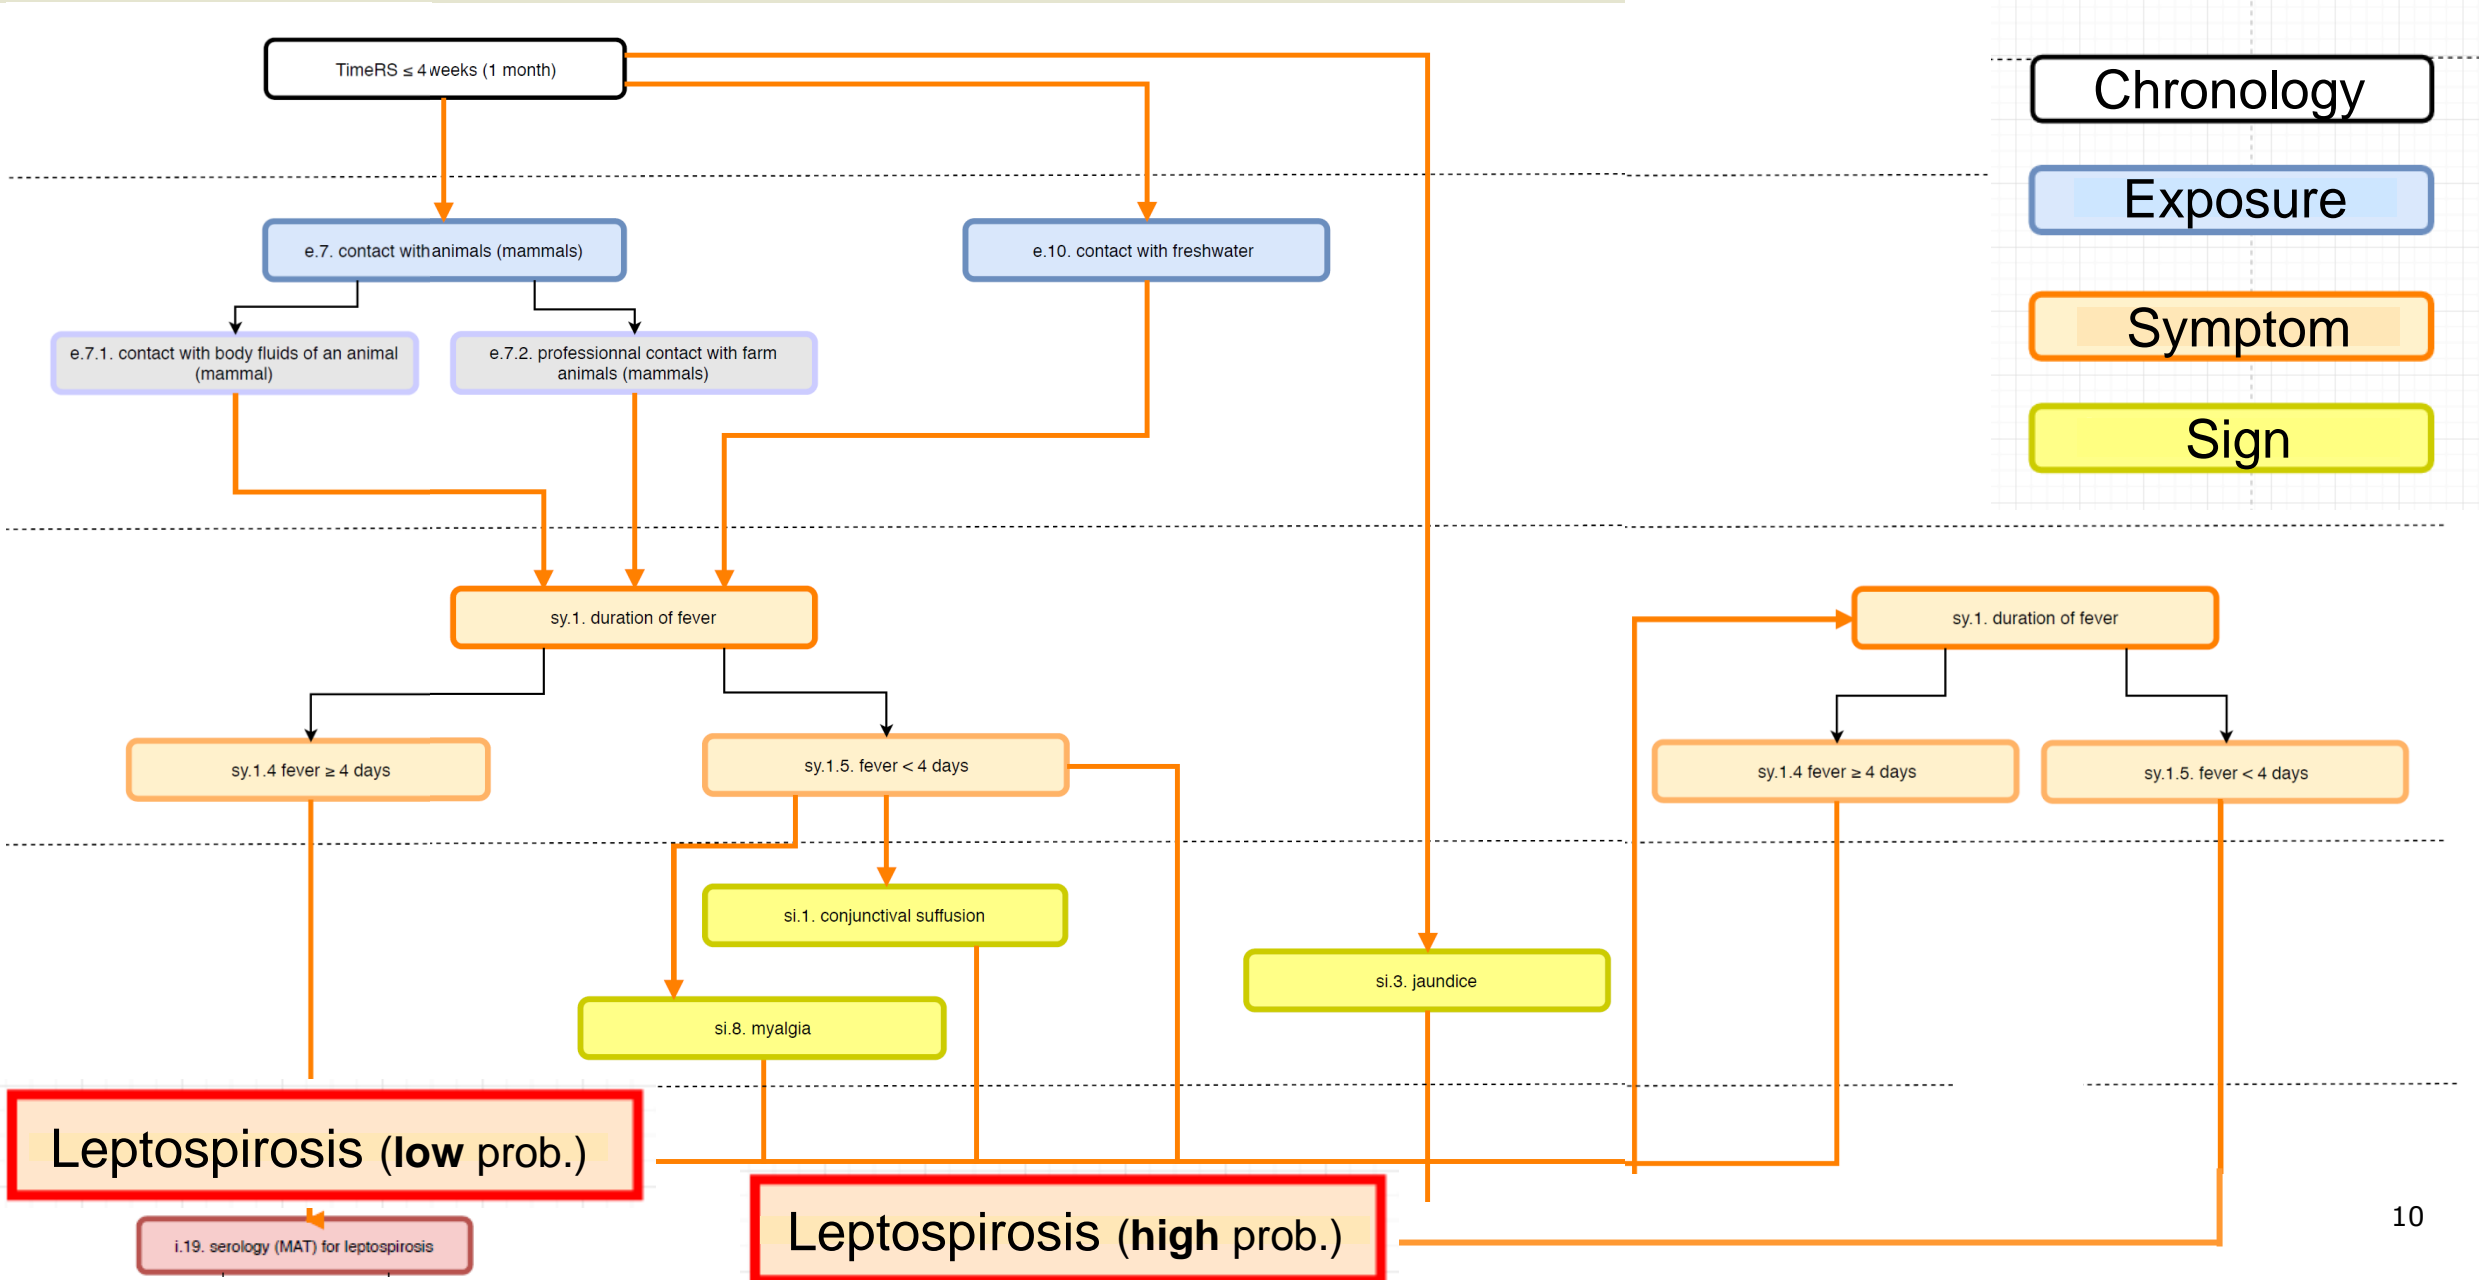 TimeRS ≤ 4 weeks (1 month)
Chronology
Exposure
e.7. contact with animals (mammals)
e.10. contact with freshwater
Symptom
e.7.1. contact with body fluids of an animal
(mammal)
e.7.2. professionnal contact with farm
animals (mammals)
Sign
sy.1. duration of fever
sy.1. duration of fever
sy.1.4 fever ≥ 4 days
sy.1.5. fever < 4 days
sy.1.4 fever ≥ 4 days
sy.1.5. fever < 4 days
si.1. conjunctival suffusion
si.3. jaundice
si.8. myalgia
Leptospirosis (low prob.)
Leptospirosis (high prob.)
i.19. serology (MAT) for leptospirosis
10